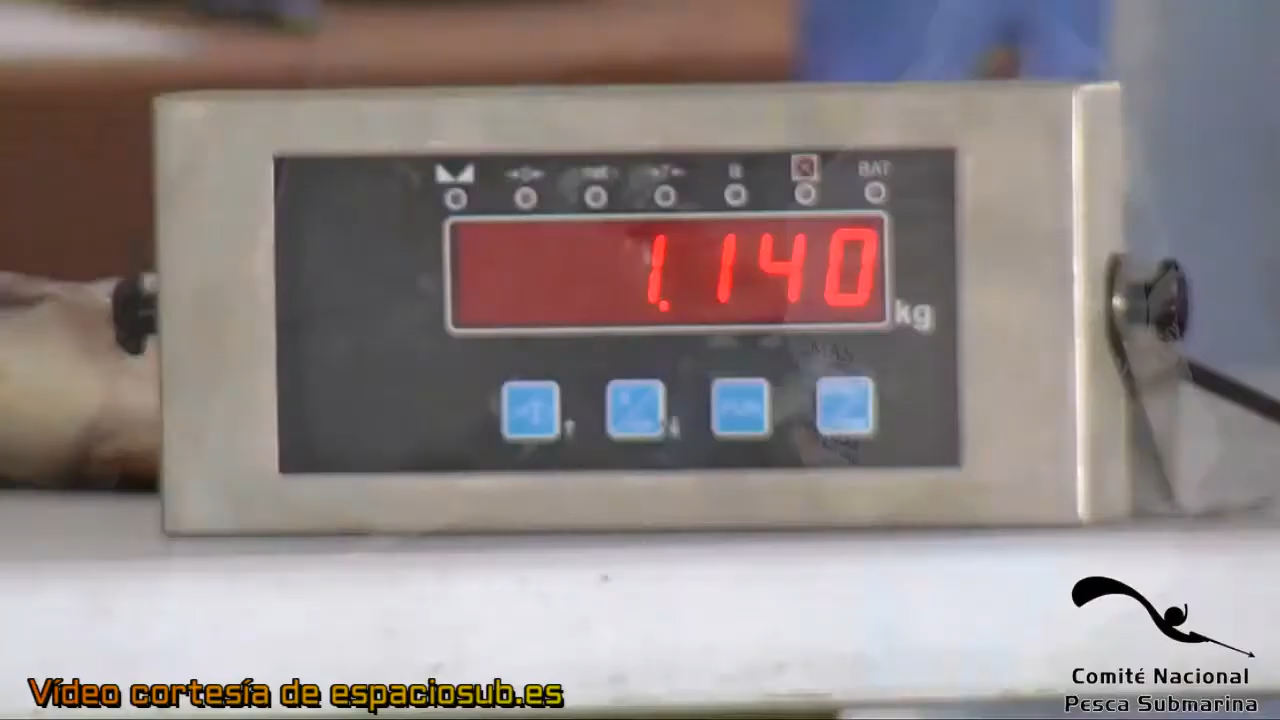 BAT
1.140
kg
Vídeo cortesía de espaciosub.es
Comité Nacional
Pesca Submarina